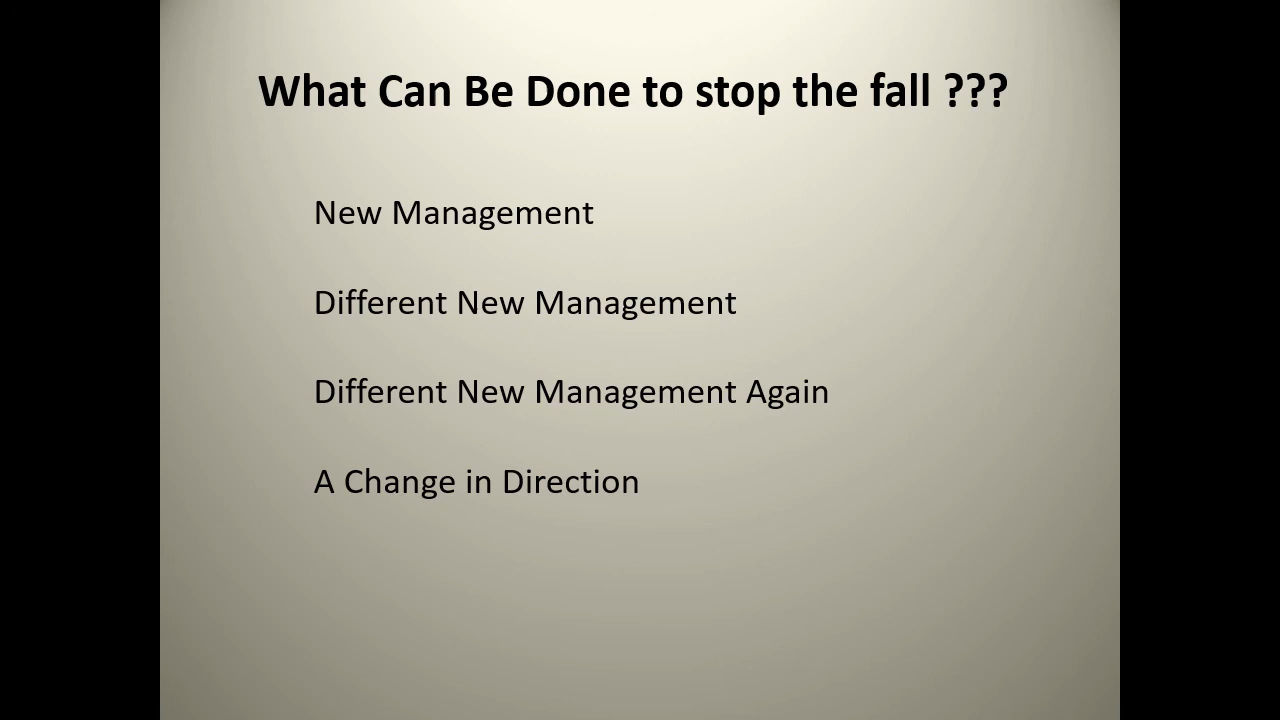 What Can Be Done to stop the fall ???
New Management
Different New Management
Different New Management Again
A Change in Direction